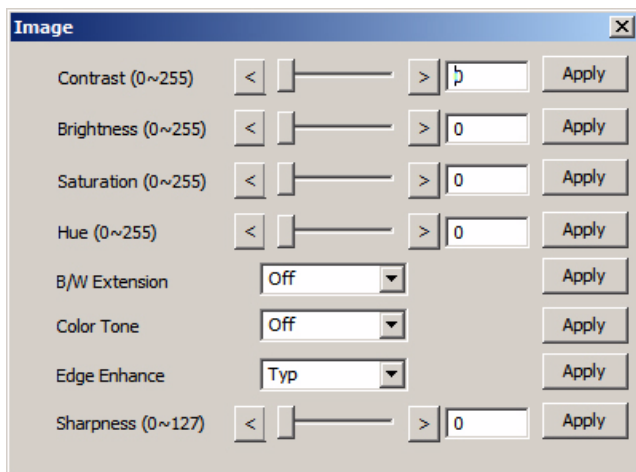 Image
Contrast (0~255) < > 0 Apply
Brightness (0~255) < > 0 Apply
Saturation (0~255) < > 0 Apply
Hue (0~255) < > 0 Apply
B/W Extension Off Apply
Color Tone Off Apply
Edge Enhance Typ Apply
Sharpness (0~127) < > 0 Apply